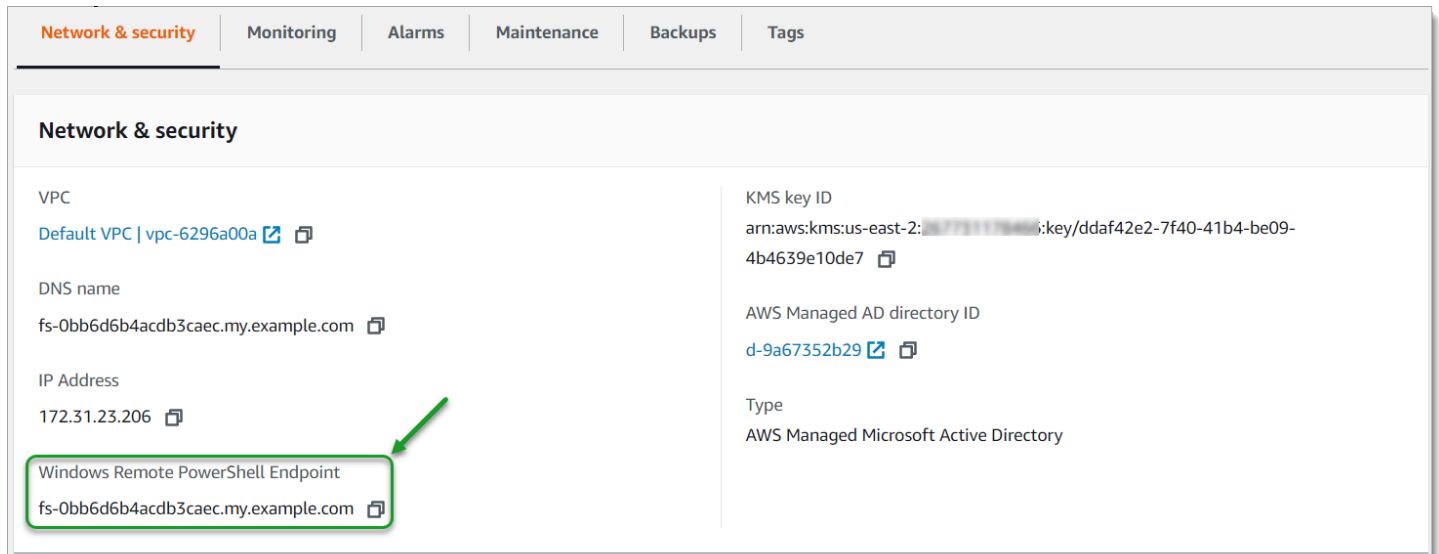 Network & security Monitoring Alarms Maintenance Backups Tags
Network & security
VPC
Default VPC | vpc-6296a00a
DNS name
fs-0bb6d6b4acdb3caec.my.example.com
IP Address
172.31.23.206
Windows Remote PowerShell Endpoint
fs-0bb6d6b4acdb3caec.my.example.com
KMS key ID
arn:aws:kms:us-east-2: :key/ddaf42e2-7f40-41b4-be09-
4b4639e10de7
AWS Managed AD directory ID
d-9a67352b29
Type
AWS Managed Microsoft Active Directory